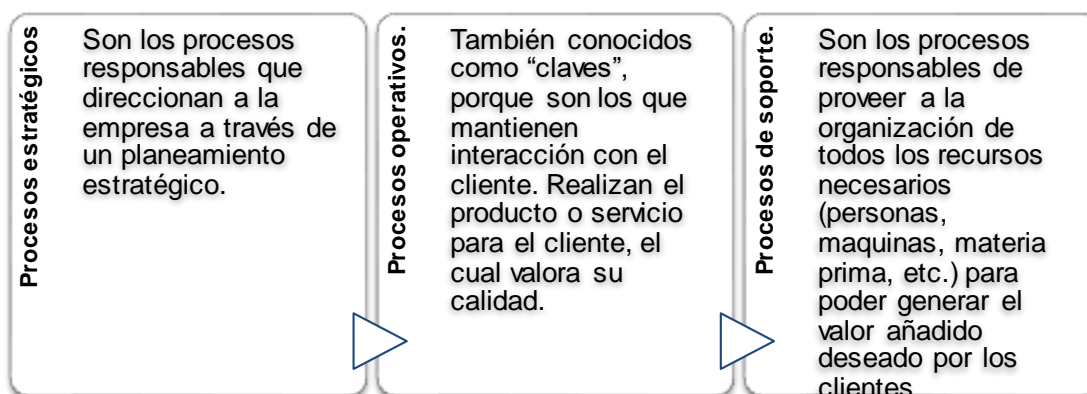 Procesos estratégicos
Son los procesos
responsables que
direccionan a la
empresa a través de
un planeamiento
estratégico.
Procesos operativos.
También conocidos
como “claves”,
porque son los que
mantienen
interacción con el
cliente. Realizan el
producto o servicio
para el cliente, el
cual valora su
calidad.
Procesos de soporte.
Son los procesos
responsables de
proveer a la
organización de
todos los recursos
necesarios
(personas,
maquinas, materia
prima, etc.) para
poder generar el
valor añadido
deseado por los
clientes